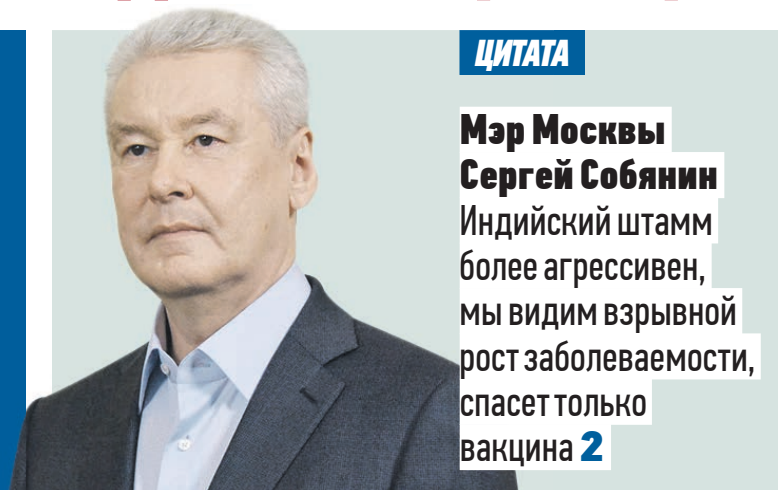 ЦИТАТА
Мэр Москвы
Сергей Собянин
Индийский штамм
более агрессивен,
мы видим взрывной
рост заболеваемости,
спасет только
вакцина 2